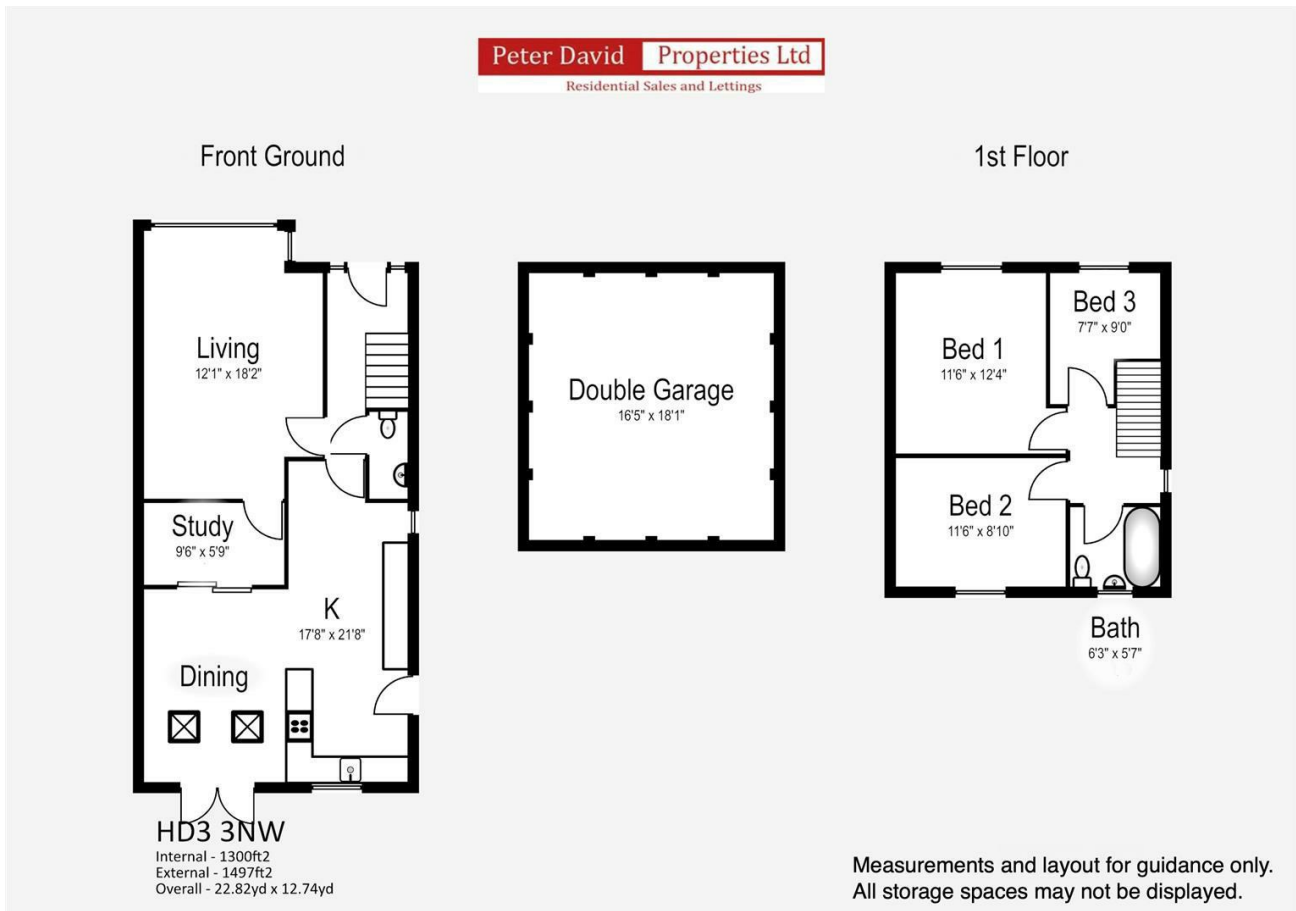 Peter David Properties Ltd
Residential Sales and Lettings
Front Ground
1st Floor
Living
12'1" x 18'2"
Study
9'6" x 5'9"
K
17'8" x 21'8"
Dining
Double Garage
16'5" x 18'1"
Bed 1
11'6" x 12'4"
Bed 3
7'7" x 9'0"
Bed 2
11'6" x 8'10"
Bath
6'3" x 5'7"
HD3 3NW
Internal - 1300ft2
External - 1497ft2
Overall - 22.82yd x 12.74yd
Measurements and layout for guidance only.
All storage spaces may not be displayed.